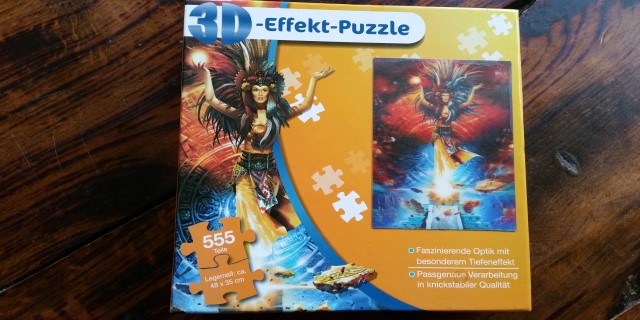 3D-Effekt-Puzzle
555
Teile
Legemaß: ca.
48 x 35 cm
Faszinierende Optik mit
besonderem Tiefeneffekt
Passgenaue Verarbeitung
in knickstabiler Qualität